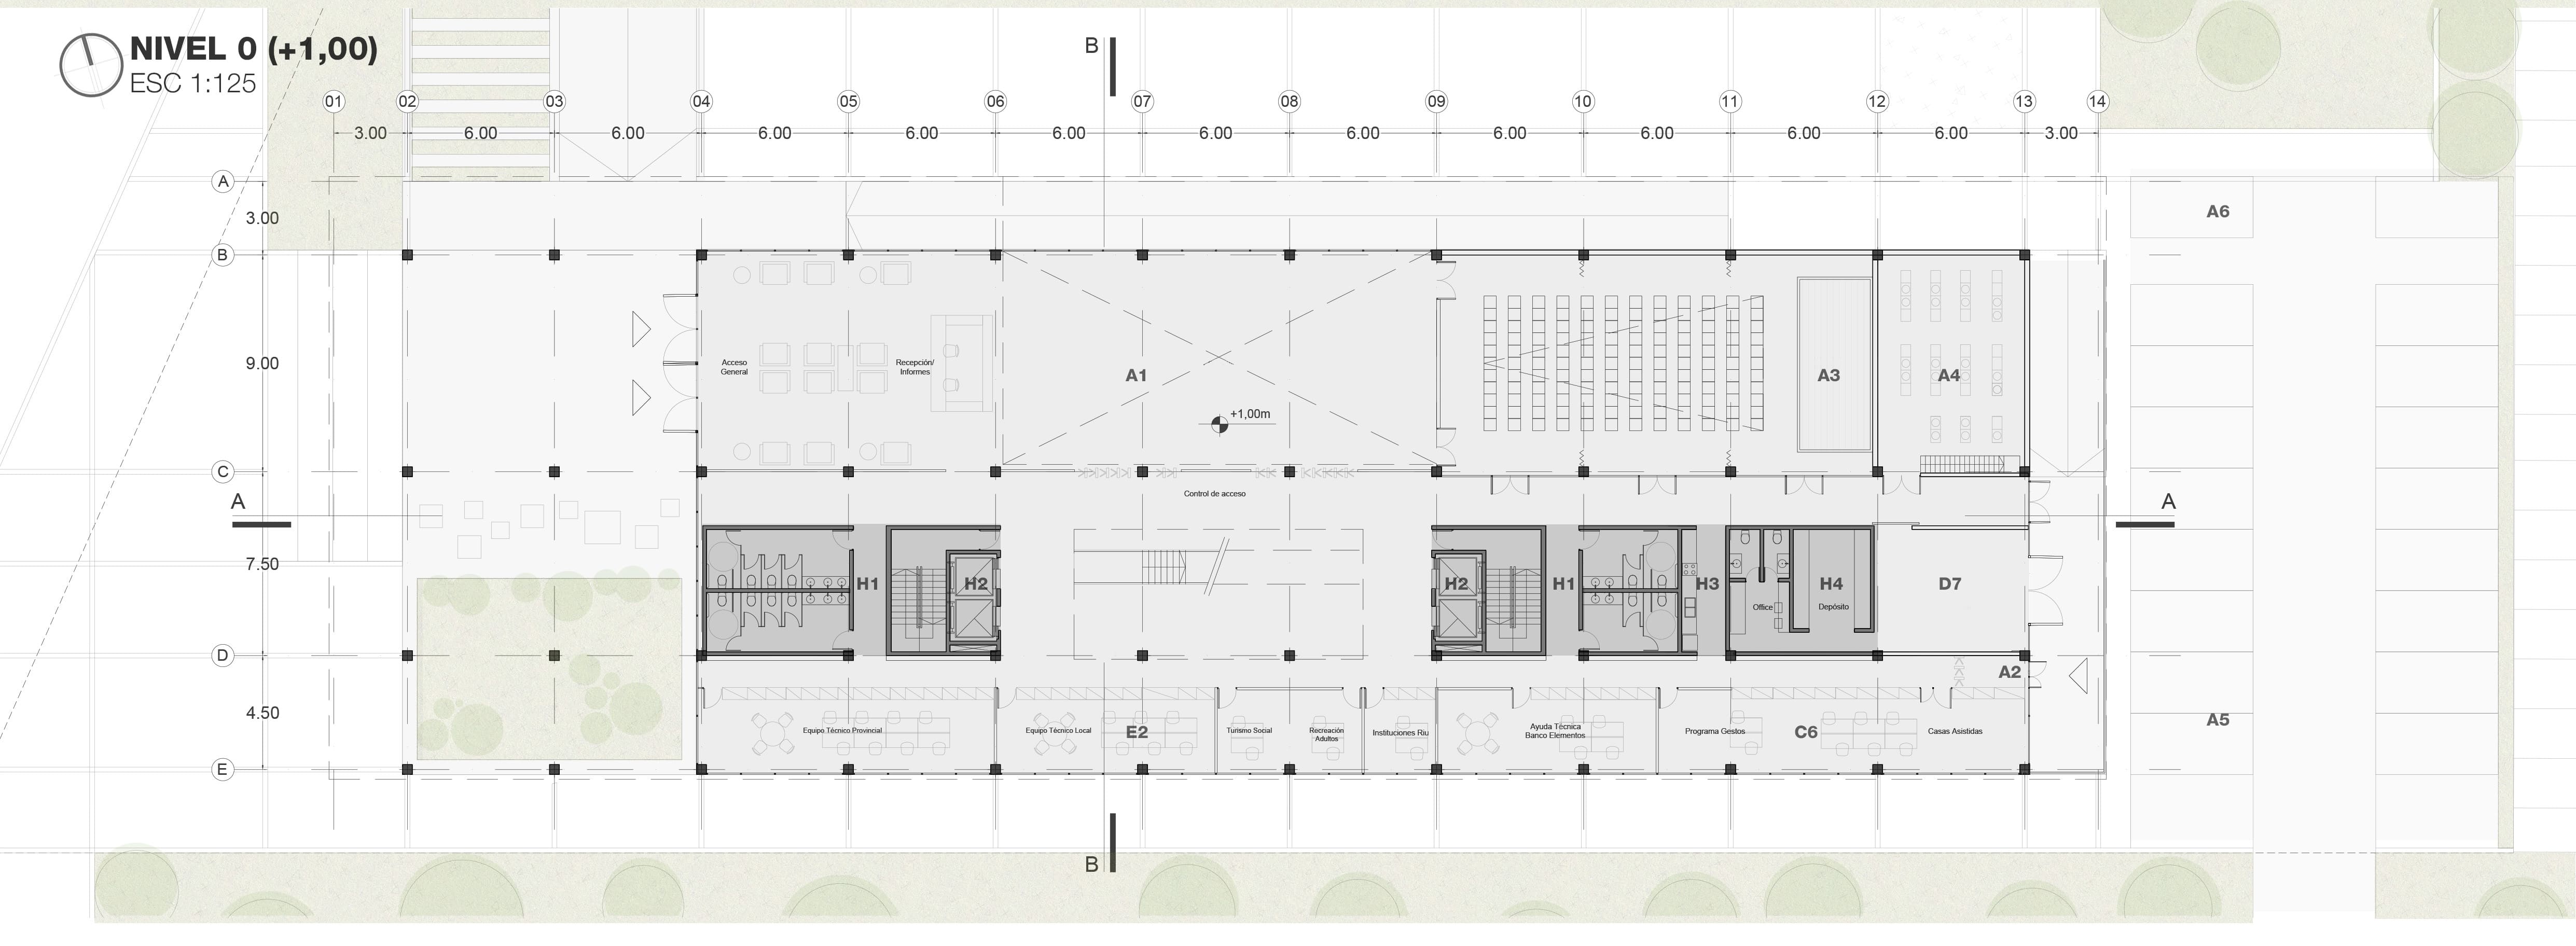 NIVEL 0 (+1,00)
ESC 1:125
B
01 02 03 04 05 06 07 08 09 10 11 12 13 14
3.00 6.00 6.00 6.00 6.00 6.00 6.00 6.00 6.00 6.00 6.00 6.00 3.00
A
3.00
A6
B
9.00
Acceso
General
Recepción/
Informes
A1
A3
A4
+1,00m
C
Control de acceso
A
A
7.50
H1
H2
H2
H1
H3
H4
D7
Office
Depósito
D
A2
4.50
A5
Equipo Técnico Provincial
Equipo Técnico Local
E2
Turismo Social
Recreación
Adultos
Instituciones Riu
Ayuda Técnica
Banco Elementos
Programa Gestos
C6
Casas Asistidas
E
B